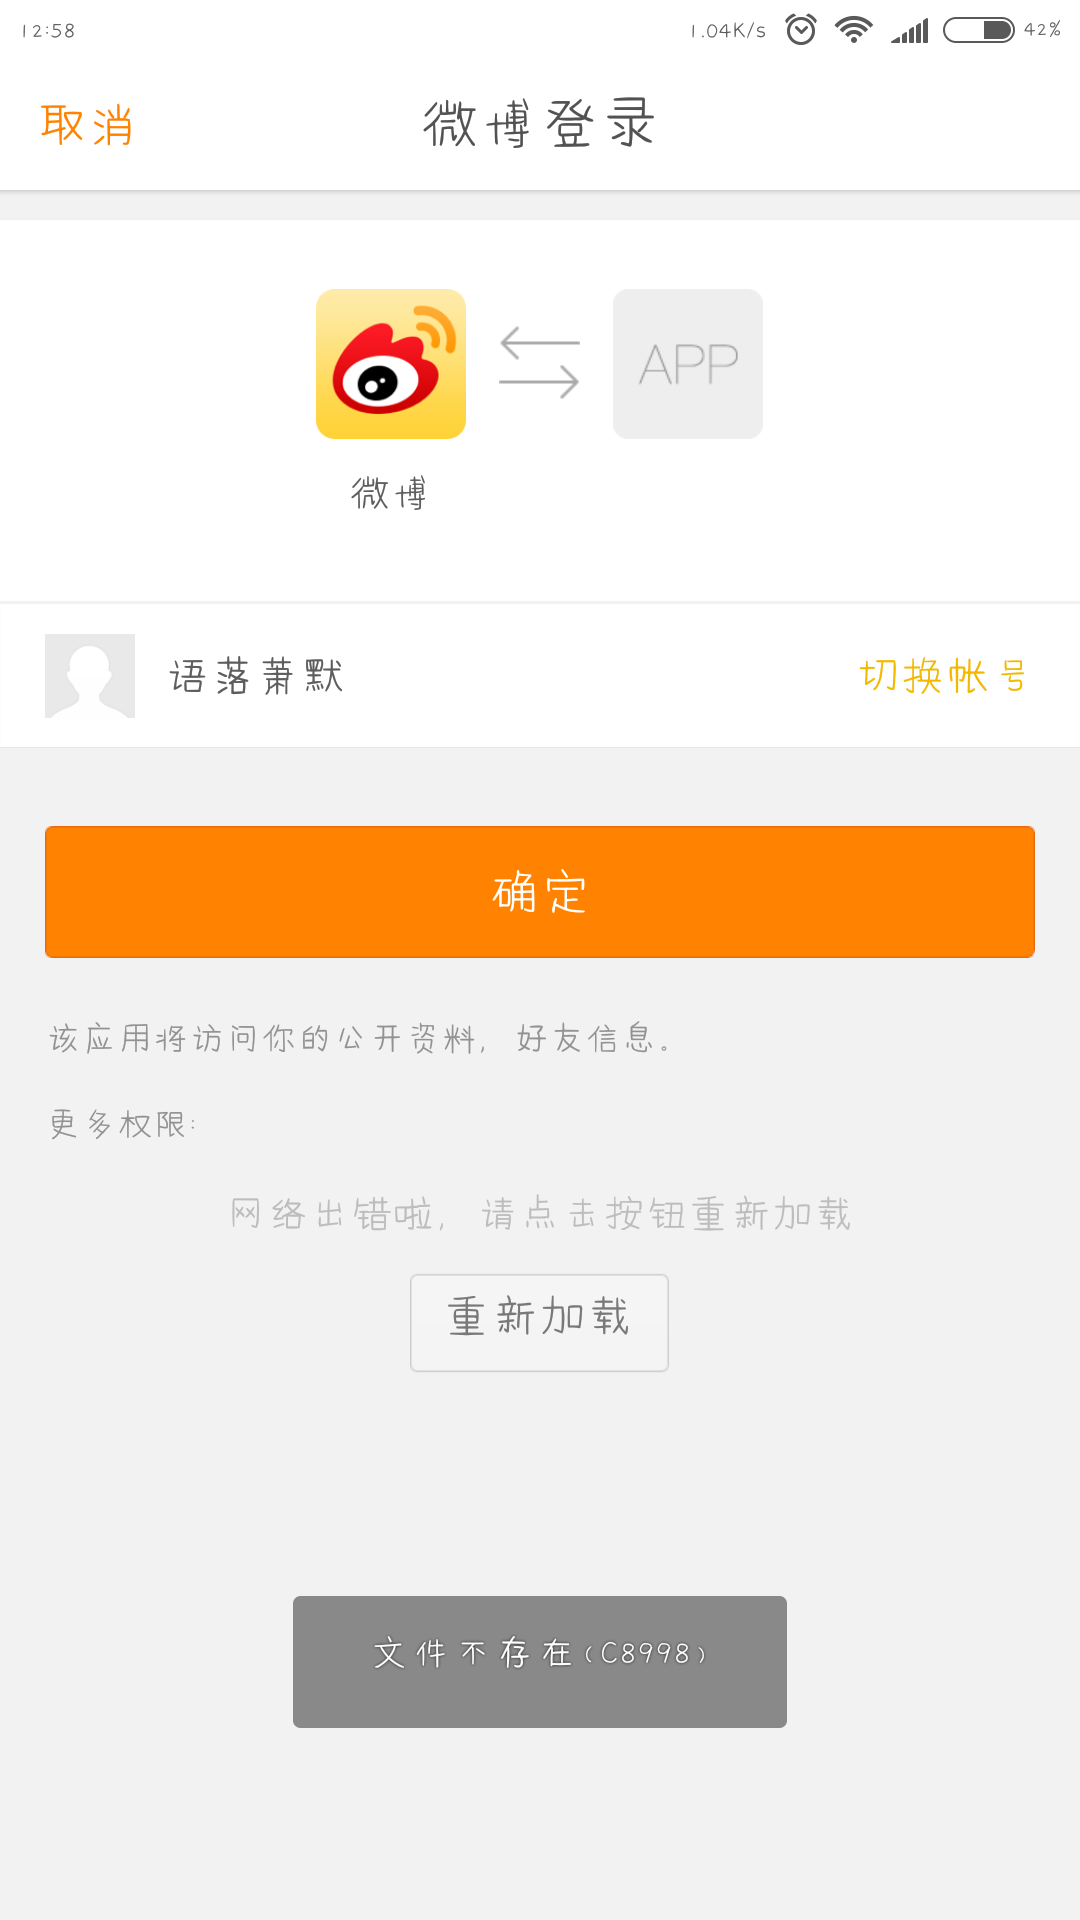 12:58
1.04K/s
42%
取消
微博登录
APP
微博
语落萧默
切换帐号
确定
该应用将访问你的公开资料, 好友信息。
更多权限:
网络出错啦, 请点击按钮重新加载
重新加载
文件不存在(C8998)